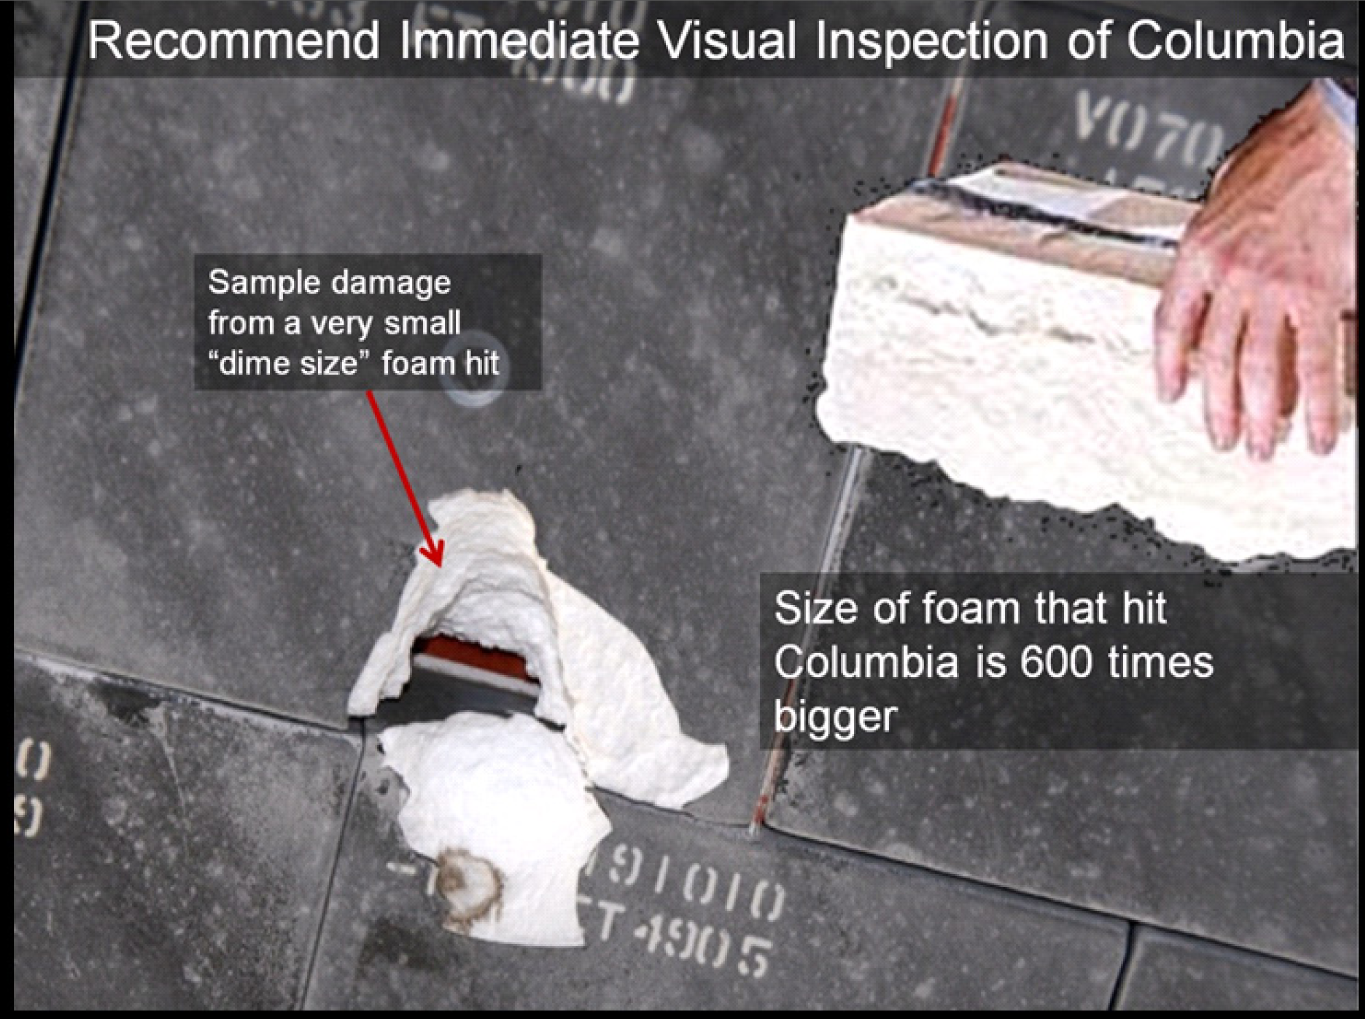 Recommend Immediate Visual Inspection of Columbia
V070
Sample damage
from a very small
“dime size” foam hit
Size of foam that hit
Columbia is 600 times
bigger
191010
4905